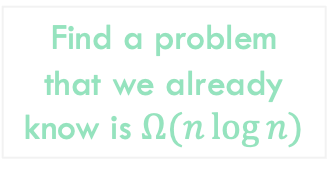 Find a problem
that we already
know is Ω(n log n)